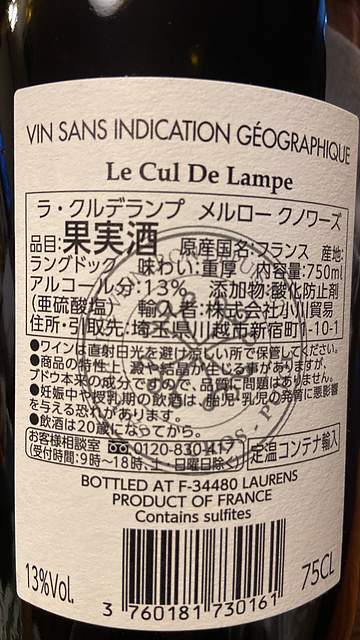 VIN SANS INDICATION GÉOGRAPHIQUE
Le Cul De Lampe
ラ・クルデランプ メルロー クノワーズ
品目:果実酒 原産国名:フランス 産地:
ラングドック 味わい:重厚 内容量:750ml
アルコール分:13% 添加物:酸化防止剤
(亜硫酸塩) 輸入者:株式会社小川貿易
住所・引取先:埼玉県川越市新宿町1-10-1
●ワインは直射日光を避け涼しい所で保管してください。
●商品の特性上、澱や結晶が生じる事がありますが、
ブドウ本来の成分ですので、品質に問題はありません。
●妊娠中や授乳期の飲酒は、胎児・乳児の発育に悪影響
を与える恐れがあります。
●飲酒は20歳になってから。
お客様相談室 0120-830-417
(受付時間:9時～18時、土・日曜日除く)
定温コンテナ輸入
BOTTLED AT F-34480 LAURENS
PRODUCT OF FRANCE
Contains sulfites
13%Vol.
75CL
3 760181 730161